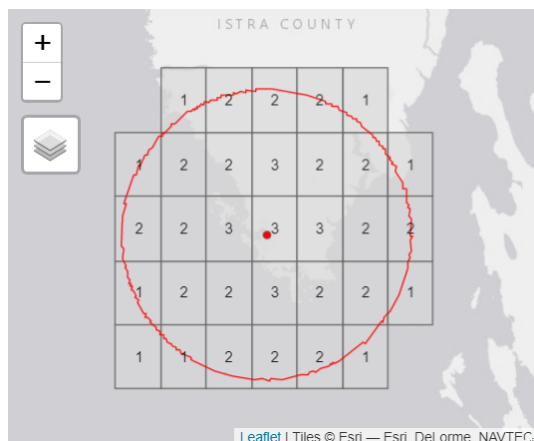 ISTRA COUNTY
+
−
1 2 2 2 1
1 2 2 3 2 2 1
2 2 3 3 3 2 2
1 2 2 3 2 2 1
1 1 2 2 2 1
Leaflet | Tiles © Esri — Esri, DeLorme, NAVTEQ,